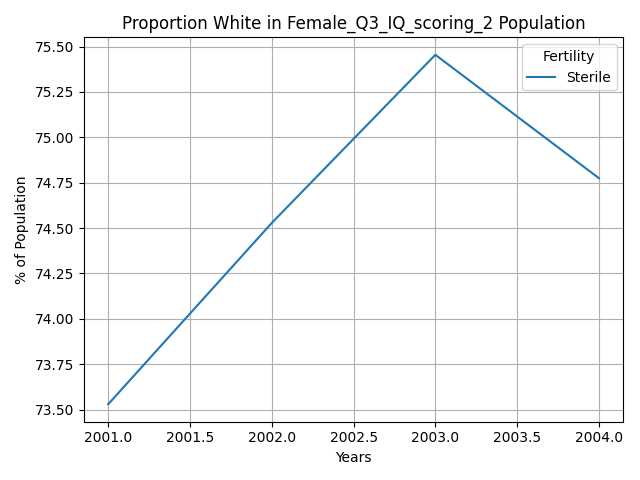 Proportion White in Female_Q3_IQ_scoring_2 Population
Fertility
Sterile
% of Population
75.50
75.25
75.00
74.75
74.50
74.25
74.00
73.75
73.50
2001.0 2001.5 2002.0 2002.5 2003.0 2003.5 2004.0
Years